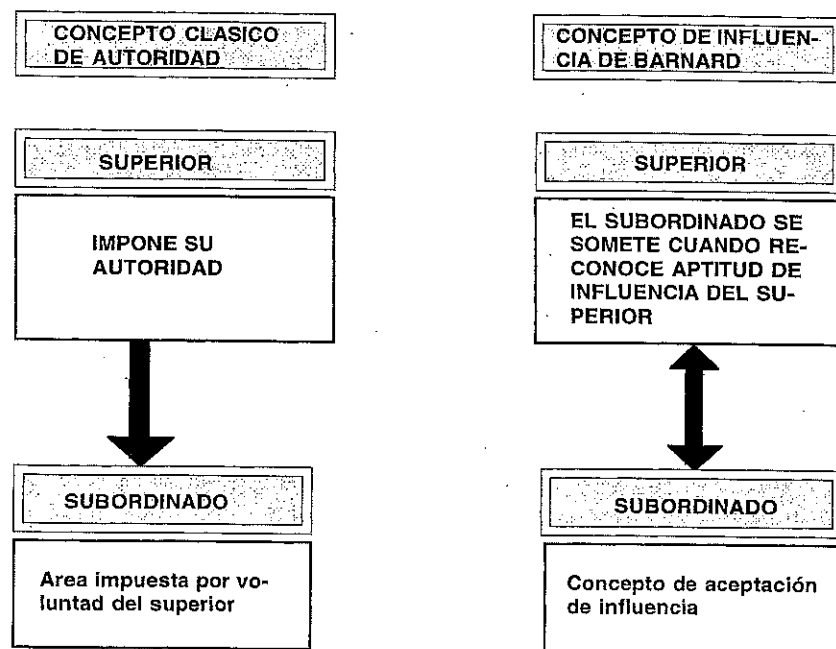 CONCEPTO CLASICO
DE AUTORIDAD
SUPERIOR
IMPONE SU
AUTORIDAD
SUBORDINADO
Area impuesta por vo-
luntad del superior
CONCEPTO DE INFLUEN-
CIA DE BARNARD
SUPERIOR
EL SUBORDINADO SE
SOMETE CUANDO RE-
CONOCE APTITUD DE
INFLUENCIA DEL SU-
PERIOR
SUBORDINADO
Concepto de aceptación
de influencia